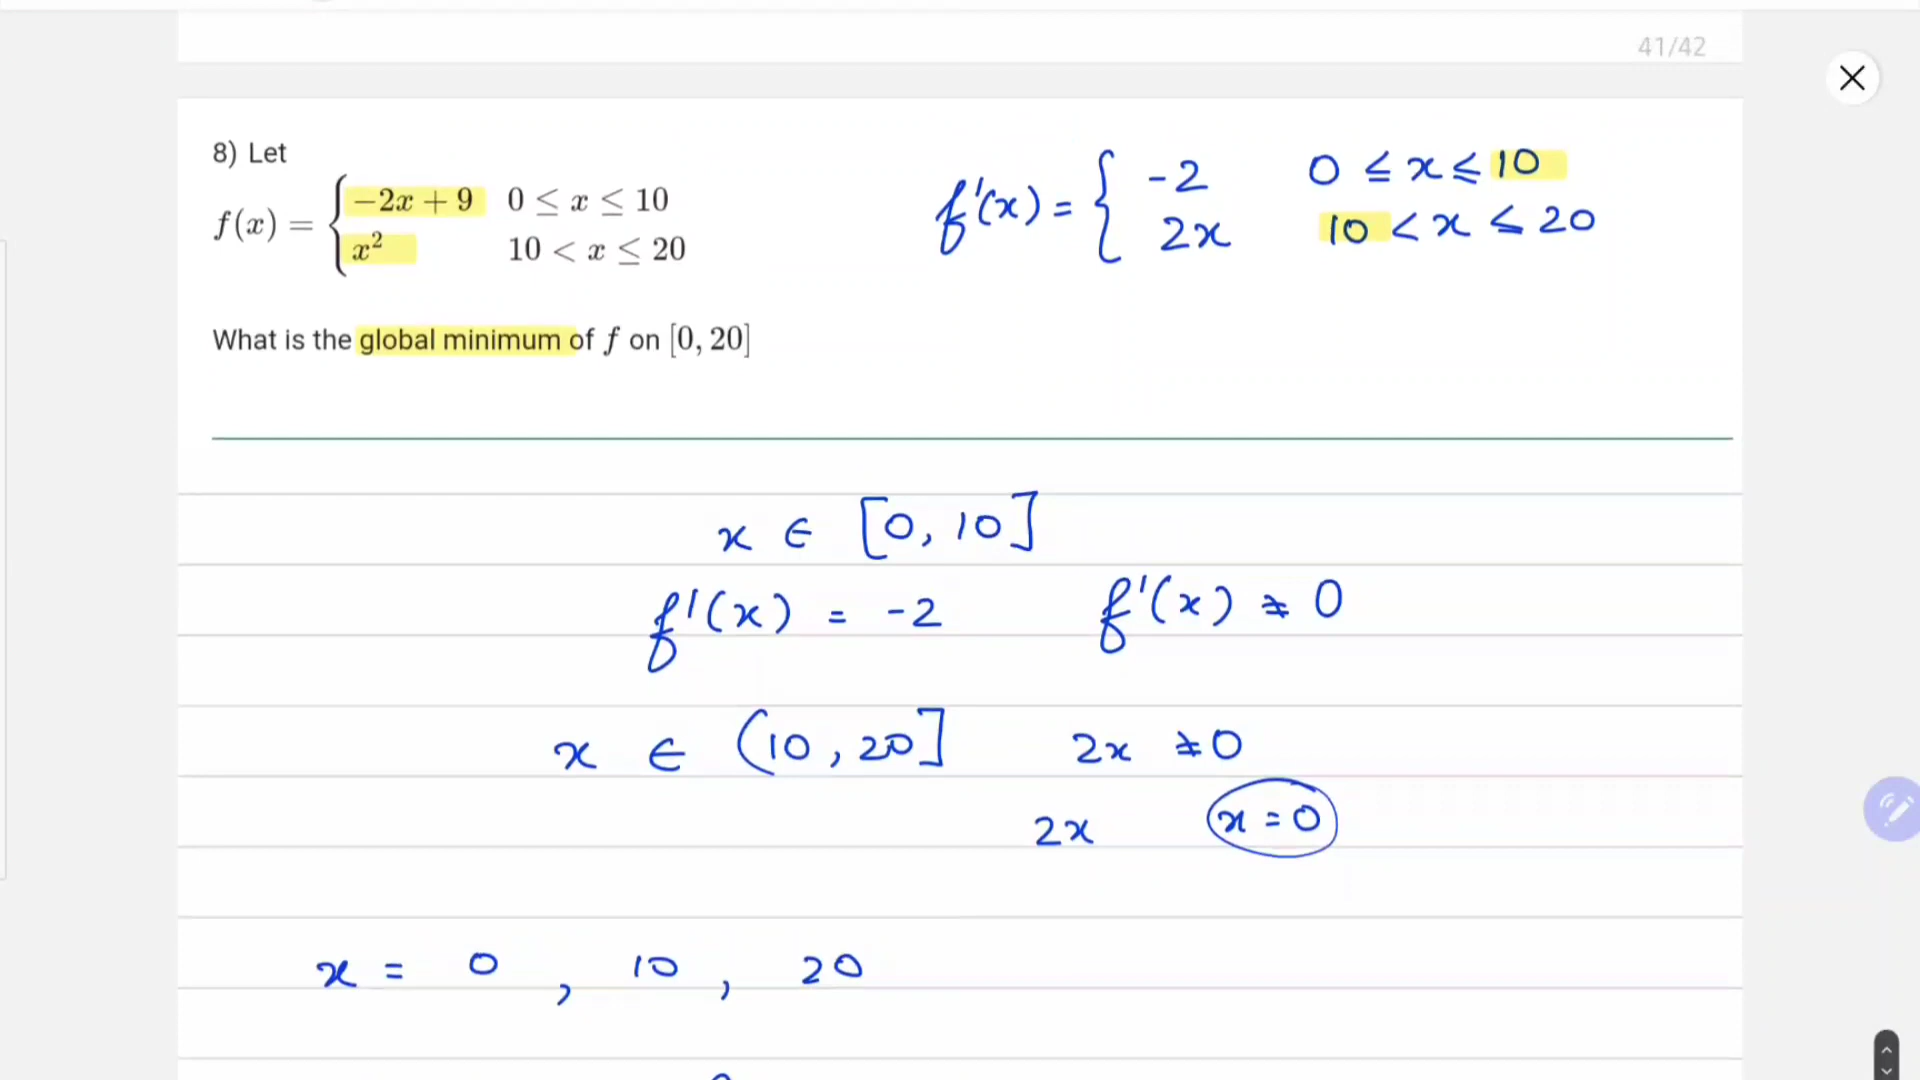 41/42
8) Let
f(x) = { −2x + 9 0 ≤ x ≤ 10
x² 10 < x ≤ 20
f'(x) = { -2 0 ≤ x ≤ 10
2x 10 < x ≤ 20
What is the global minimum of f on [0, 20]
x ∈ [0, 10]
f'(x) = -2 f'(x) ≠ 0
x ∈ (10, 20] 2x ≠ 0
2x x = 0
x = 0 , 10 , 20